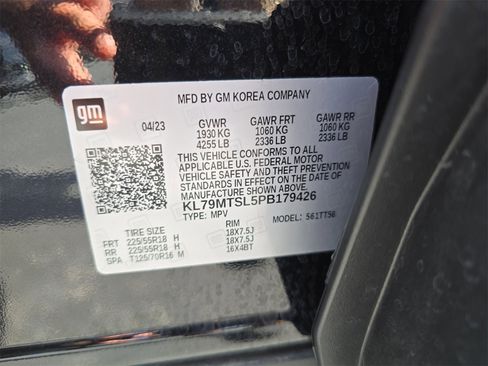 gm
MFD BY GM KOREA COMPANY
04/23 GVWR GAWR FRT GAWR RR
1930 KG 1060 KG 1060 KG
4255 LB 2336 LB 2336 LB
THIS VEHICLE CONFORMS TO ALL
APPLICABLE U.S. FEDERAL MOTOR
VEHICLE SAFETY AND THEFT PREVENTION
STANDARDS IN EFFECT ON THE DATE
OF MANUFACTURE SHOWN ABOVE.
KL79MTSL5PB179426
TYPE: MPV MODEL: 561TT56
TIRE SIZE RIM
FRT 225/55R18 H 18X7.5J
RR 225/55R18 H 18X7.5J
SPA T125/70R16 M 16X4BT